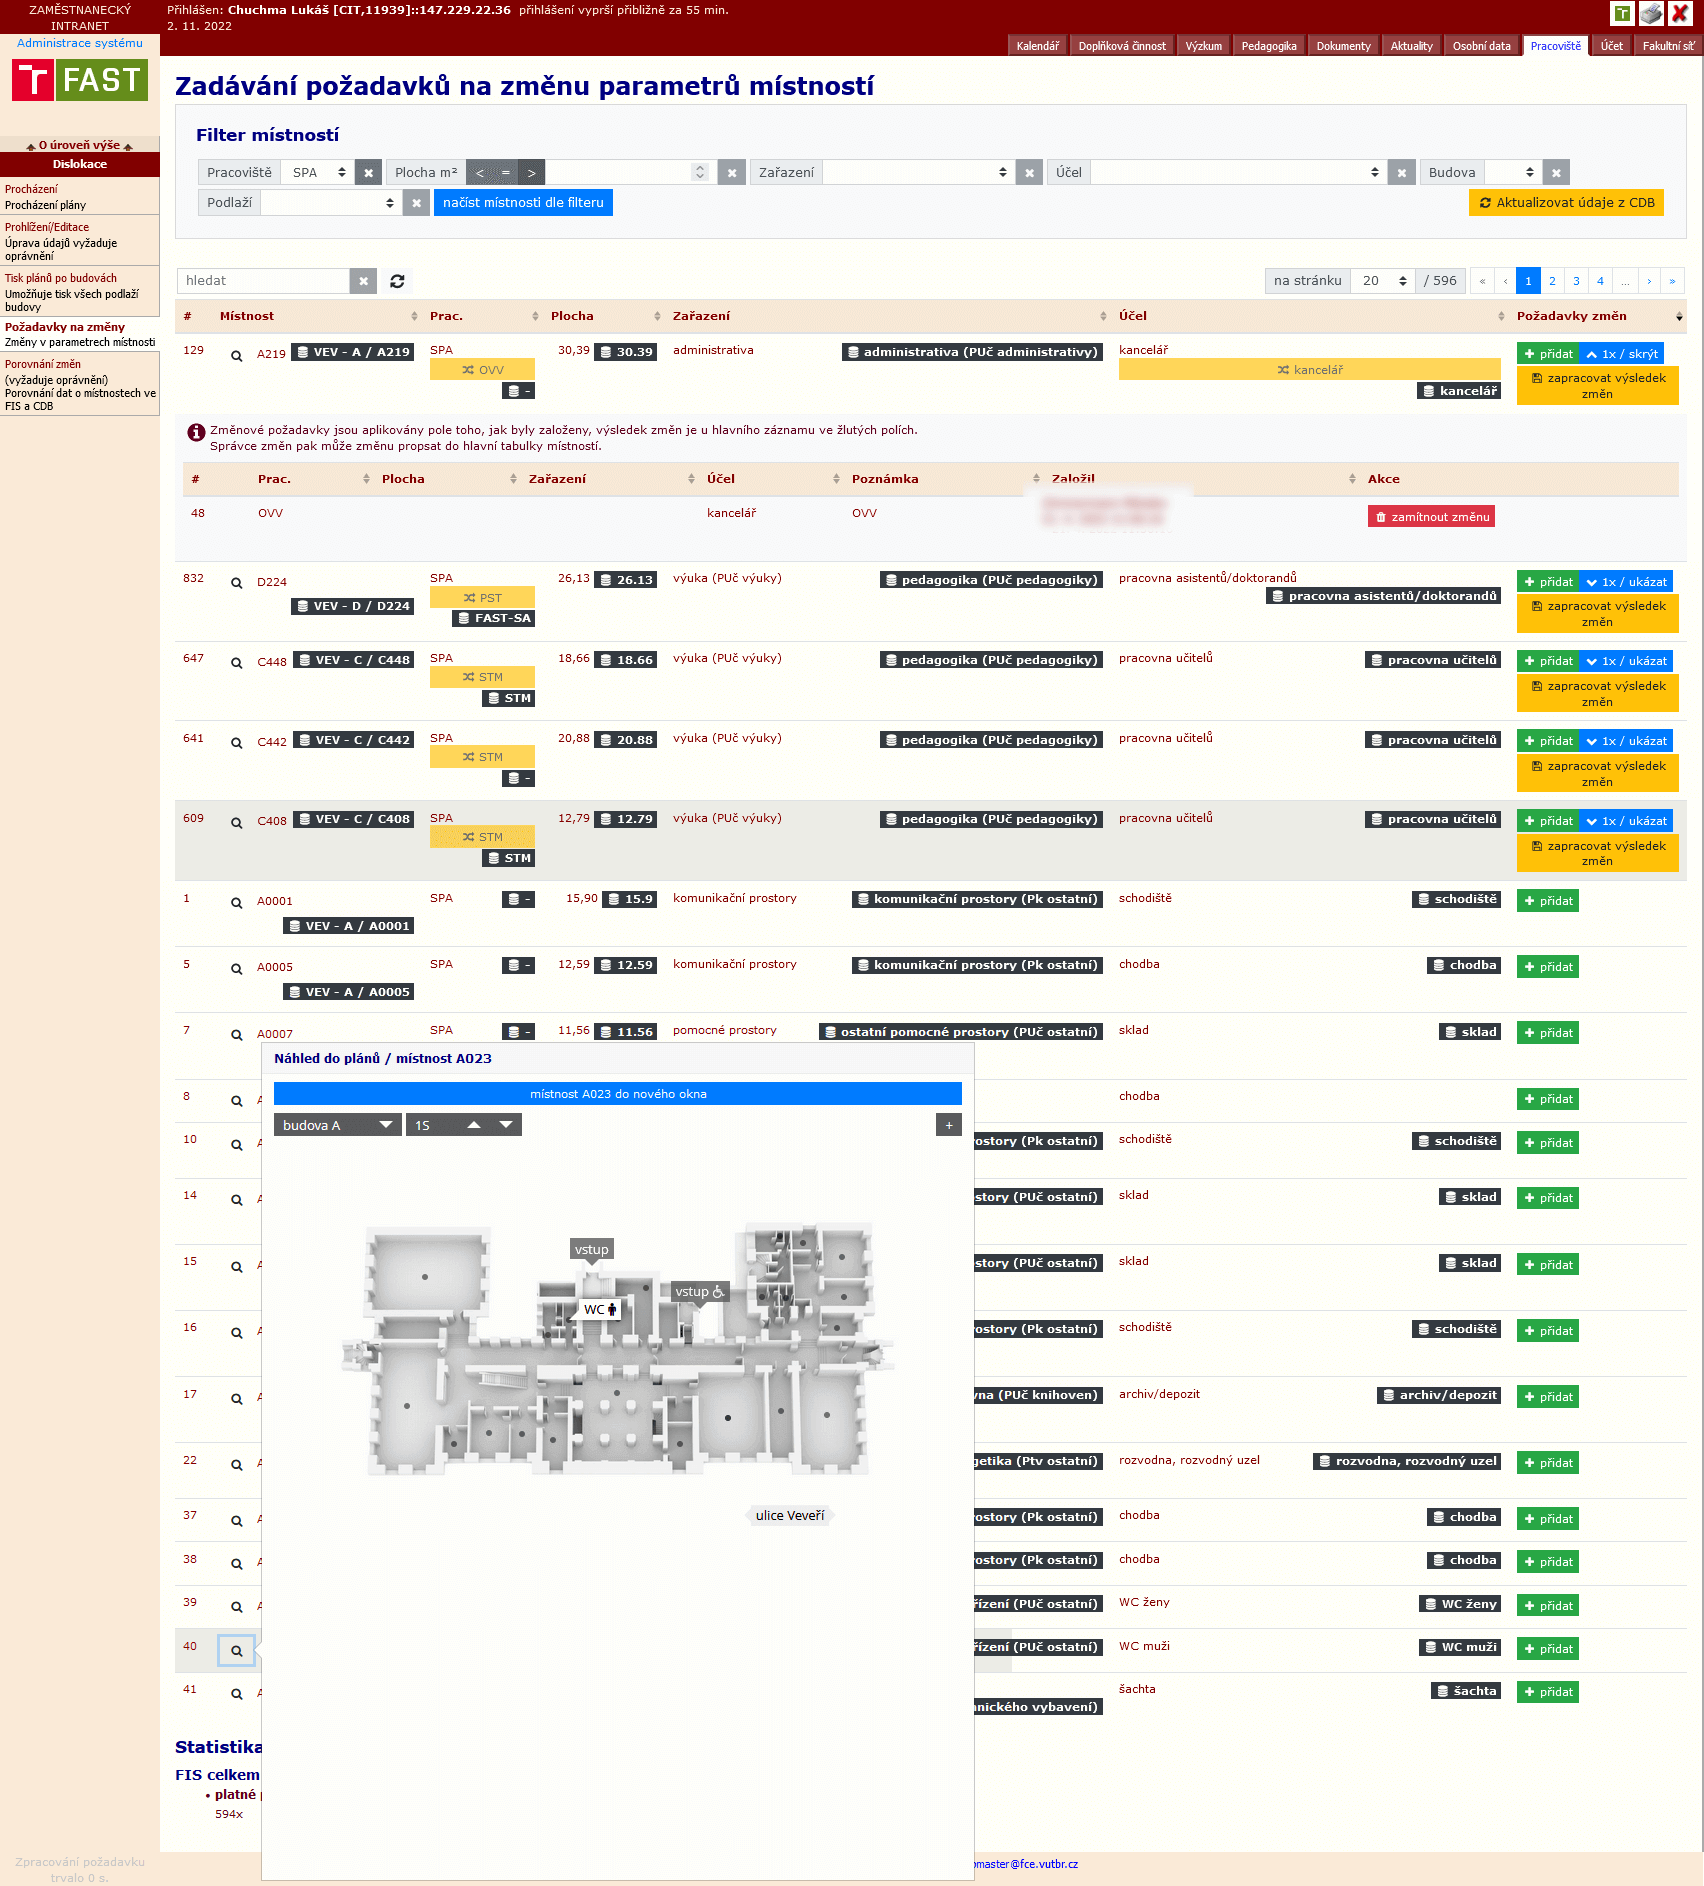 ZAMĚSTNANECKÝ
INTRANET
Přihlášen: Chuchma Lukáš [CIT,11939]::147.229.22.36 přihlášení vyprší přibližně za 55 min.
2. 11. 2022
Administrace systému
FAST
Kalendář Doplňková činnost Výzkum Pedagogika Dokumenty Aktuality Osobní data Pracoviště Účet Fakultní síť
O úroveň výše
Dislokace
Procházení
Procházení plány
Prohlížení/Editace
Úprava údajů vyžaduje
oprávnění
Tisk plánů po budovách
Umožňuje tisk všech podlaží
budovy
Požadavky na změny
Změny v parametrech místností
Porovnání změn
(vyžaduje oprávnění)
Porovnání dat o místnostech ve
FIS a CDB
Zadávání požadavků na změnu parametrů místností
Filter místností
Pracoviště SPA Plocha m² < = > Zařazení Účel Budova
Podlaží načíst místnosti dle filteru Aktualizovat údaje z CDB
hledat na stránku 20 / 596 « ‹ 1 2 3 4 ... › »
# Místnost Prac. Plocha Zařazení Účel Požadavky změn
129 A219 VEV - A / A219 SPA 30,39 30.39 administrativa administrativa (PUč administrativy) kancelář přidat 1x / skrýt
OVV kancelář
- kancelář
zapracovat výsledek
změn
Změnové požadavky jsou aplikovány pole toho, jak byly založeny, výsledek změn je u hlavního záznamu ve žlutých polích.
Správce změn pak může změnu propsat do hlavní tabulky místností.
# Prac. Plocha Zařazení Účel Poznámka Založil Akce
48 OVV kancelář OVV zamítnout změnu
832 D224 SPA 26,13 26.13 výuka (PUč výuky) pedagogika (PUč pedagogiky) pracovna asistentů/doktorandů přidat 1x / ukázat
VEV - D / D224 PST pracovna asistentů/doktorandů
FAST-SA
zapracovat výsledek
změn
647 C448 VEV - C / C448 SPA 18,66 18.66 výuka (PUč výuky) pedagogika (PUč pedagogiky) pracovna učitelů pracovna učitelů přidat 1x / ukázat
STM
STM
zapracovat výsledek
změn
641 C442 VEV - C / C442 SPA 20,88 20.88 výuka (PUč výuky) pedagogika (PUč pedagogiky) pracovna učitelů pracovna učitelů přidat 1x / ukázat
STM
-
zapracovat výsledek
změn
609 C408 VEV - C / C408 SPA 12,79 12.79 výuka (PUč výuky) pedagogika (PUč pedagogiky) pracovna učitelů pracovna učitelů přidat 1x / ukázat
STM
STM
zapracovat výsledek
změn
1 A0001 SPA - 15,90 15.9 komunikační prostory komunikační prostory (Pk ostatní) schodiště schodiště přidat
VEV - A / A0001
5 A0005 SPA - 12,59 12.59 komunikační prostory komunikační prostory (Pk ostatní) chodba chodba přidat
VEV - A / A0005
7 A0007 SPA - 11,56 11.56 pomocné prostory ostatní pomocné prostory (PUč ostatní) sklad sklad přidat
Náhled do plánů / místnost A023
místnost A023 do nového okna
budova A 1S +
vstup
vstup
WC
ulice Veveří
8 chodba přidat
10 ostory (Pk ostatní) schodiště schodiště přidat
14 story (PUč ostatní) sklad sklad přidat
15 story (PUč ostatní) sklad sklad přidat
16 ostory (Pk ostatní) schodiště schodiště přidat
17 vna (PUč knihoven) archiv/depozit archiv/depozit přidat
22 getika (Ptv ostatní) rozvodna, rozvodný uzel rozvodna, rozvodný uzel přidat
37 ostory (Pk ostatní) chodba chodba přidat
38 ostory (Pk ostatní) chodba chodba přidat
39 řízení (PUč ostatní) WC ženy WC ženy přidat
40 řízení (PUč ostatní) WC muži WC muži přidat
41 šachta šachta přidat
nického vybavení)
Statistika
FIS celkem
• platné
594x
Zpracování požadavku
trvalo 0 s.
master@fce.vutbr.cz